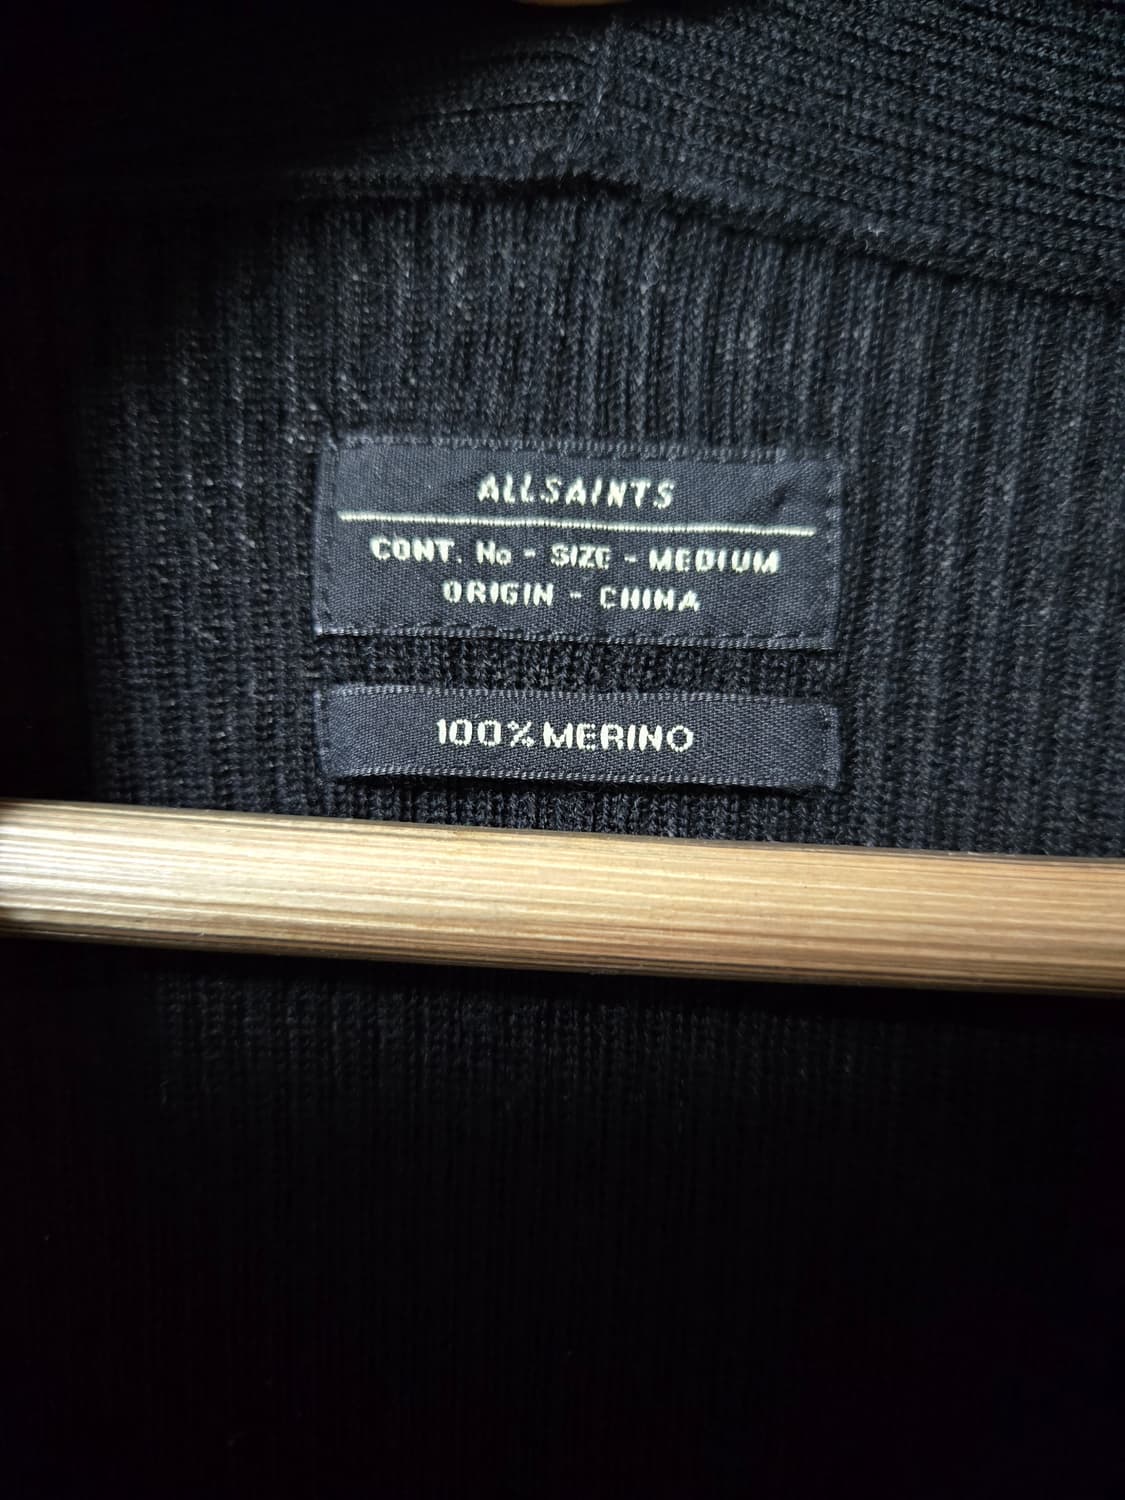 ALLSAINTS
CONT. No - SIZE - MEDIUM
ORIGIN - CHINA
100% MERINO